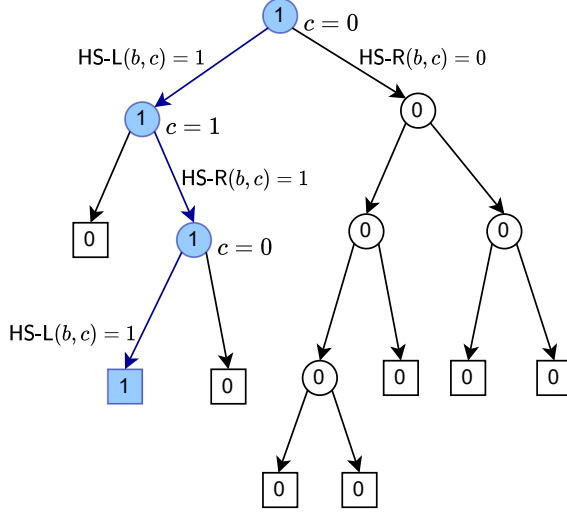 1
c = 0
HS-L(b, c) = 1
HS-R(b, c) = 0
1
c = 1
0
HS-R(b, c) = 1
0
1
c = 0
0
0
HS-L(b, c) = 1
1
0
0
0
0
0
0
0